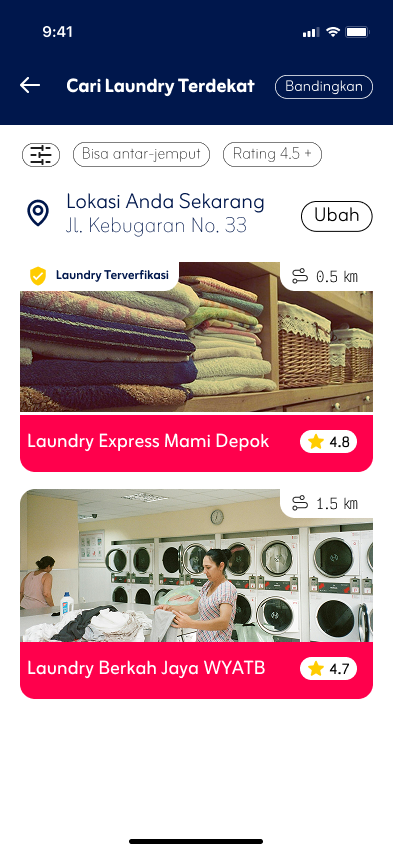 9:41
Cari Laundry Terdekat
Bandingkan
Bisa antar-jemput
Rating 4.5 +
Lokasi Anda Sekarang
Jl. Kebugaran No. 33
Ubah
Laundry Terverfikasi
0.5 km
Laundry Express Mami Depok
4.8
1.5 km
Laundry Berkah Jaya WYATB
4.7